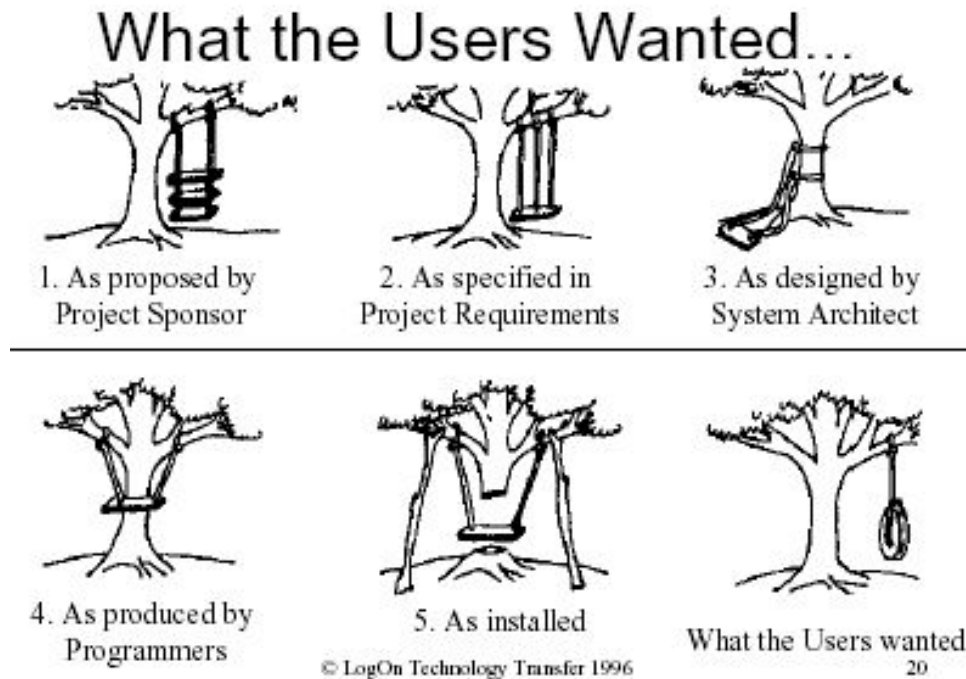 What the Users Wanted...
1. As proposed by
Project Sponsor
2. As specified in
Project Requirements
3. As designed by
System Architect
4. As produced by
Programmers
5. As installed
What the Users wanted
© LogOn Technology Transfer 1996
20